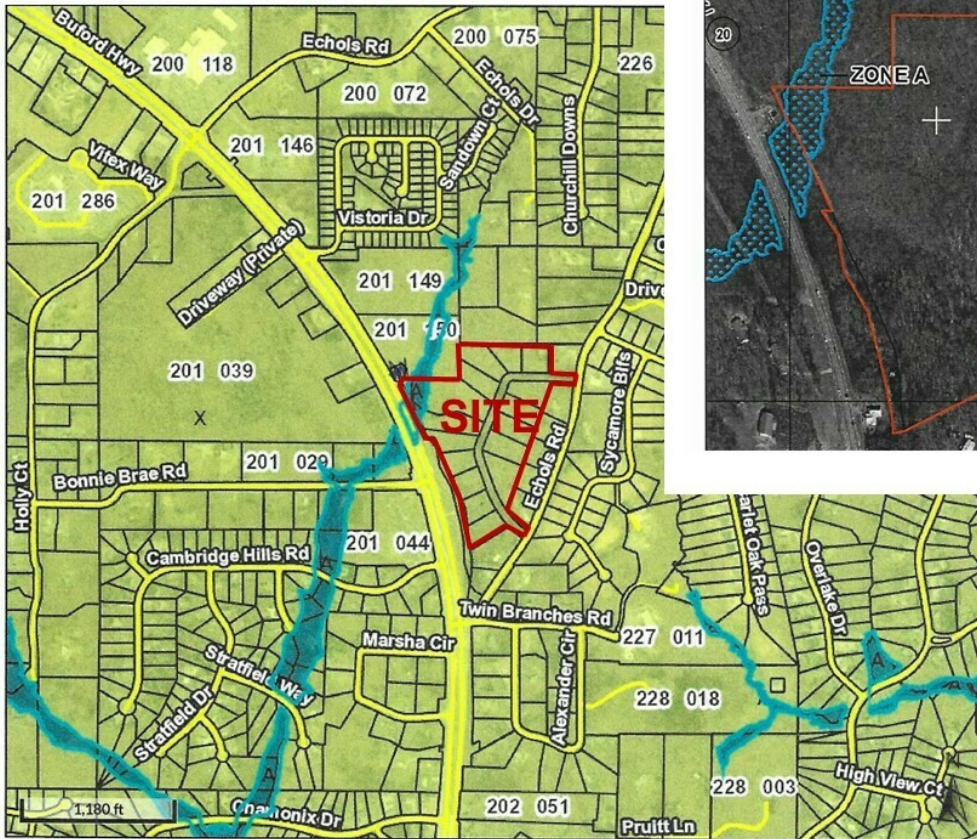 Buford Hwy
Echols Rd
200 075
226
200 118
Echols Dr
200 072
Churchill Downs
Sandown Ct
201 146
Vitex Way
201 286
Vistoria Dr
Driveway (Private)
201 149
Drive
201
201 039
A
SITE
X
Sycamore Blfs
Echols Rd
201 029
Bonnie Brae Rd
Holly Ct
201 044
Cambridge Hills Rd
Oak Pass
Overlake Dr
Twin Branches Rd
227 011
Marsha Cir
A
Stratfield Way
Alexander Cir
228 018
Stratfield Dr
A
228 003
High View Ct
1,180 ft
202 051
Pruitt Ln
20
ZONE A